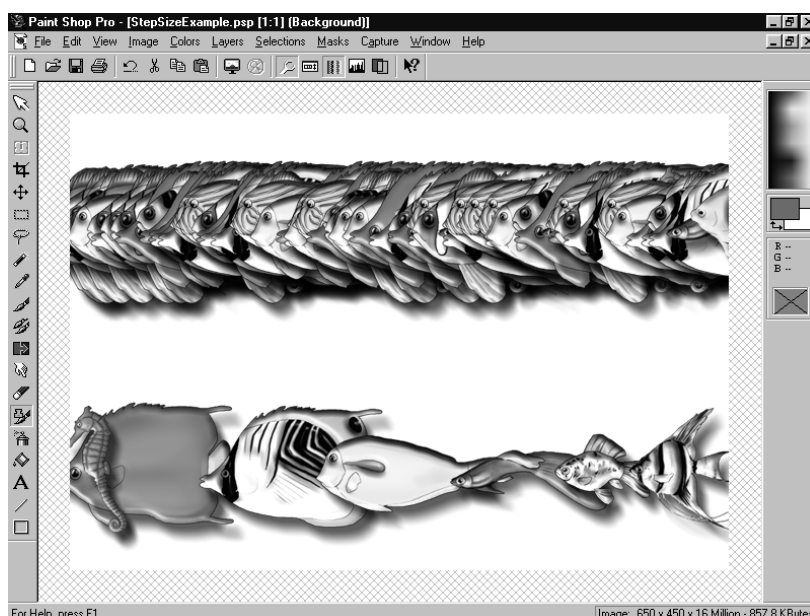 Paint Shop Pro - [StepSizeExample.psp [1:1] (Background)]
File Edit View Image Colors Layers Selections Masks Capture Window Help
R --
G --
B --
For Help, press F1
Image: 650 x 450 x 16 Million - 857.8 KBytes